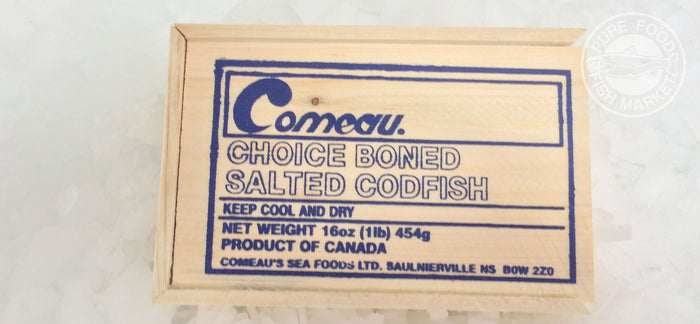 Comeau.
CHOICE BONED
SALTED CODFISH
KEEP COOL AND DRY
NET WEIGHT 16oz (1lb) 454g
PRODUCT OF CANADA
COMEAU'S SEA FOODS LTD. SAULNIERVILLE NS B0W 2Z0
PURE FOOD
FISH MARKET